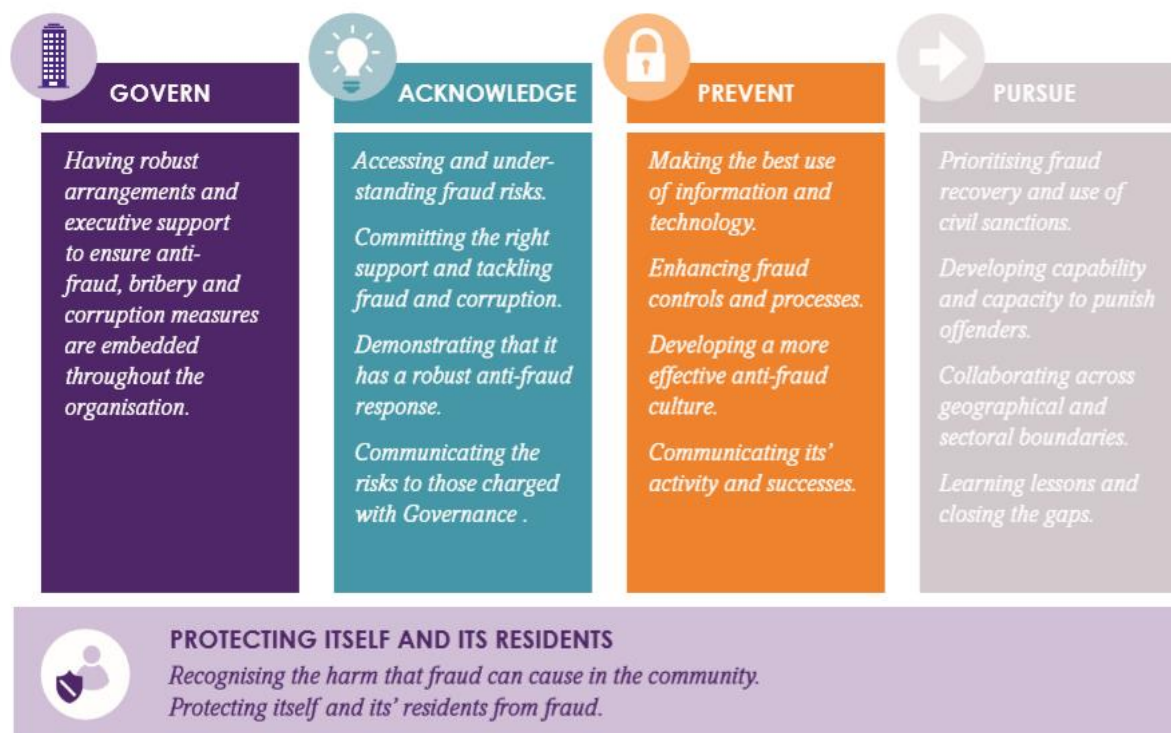 GOVERN
Having robust
arrangements and
executive support
to ensure anti-
fraud, bribery and
corruption measures
are embedded
throughout the
organisation.
ACKNOWLEDGE
Accessing and under-
standing fraud risks.
Committing the right
support and tackling
fraud and corruption.
Demonstrating that it
has a robust anti-fraud
response.
Communicating the
risks to those charged
with Governance .
PREVENT
Making the best use
of information and
technology.
Enhancing fraud
controls and processes.
Developing a more
effective anti-fraud
culture.
Communicating its’
activity and successes.
PURSUE
Prioritising fraud
recovery and use of
civil sanctions.
Developing capability
and capacity to punish
offenders.
Collaborating across
geographical and
sectoral boundaries.
Learning lessons and
closing the gaps.
PROTECTING ITSELF AND ITS RESIDENTS
Recognising the harm that fraud can cause in the community.
Protecting itself and its’ residents from fraud.